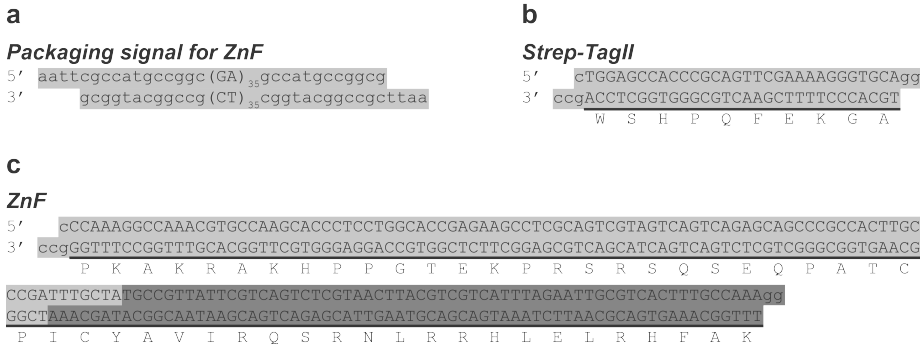 a
Packaging signal for ZnF
5′ aattcgccatgccggc(GA)35gccatgccggcg
3′ gcggtacggccg(CT)35cggtacggccgcttaa
b
Strep-TagII
5′ cTGGAGCCACCCGCAGTTCGAAAAGGGTGCAgg
3′ ccgACCTCGGTGGGCGTCAAGCTTTTCCCACGT
W S H P Q F E K G A
c
ZnF
5′ cCCAAAGGCCAAACGTGCCAAGCACCCTCCTGGCACCGAGAAGCCTCGCAGTCGTAGTCAGTCAGAGCAGCCCGCCACTTGC
3′ ccgGGTTTCCGGTTTGCACGGTTCGTGGGAGGACCGTGGCTCTTCGGAGCGTCAGCATCAGTCAGTCTCGTCGGGCGGTGAACG
P K A K R A K H P P G T E K P R S R S Q S E Q P A T C
CCGATTTGCTATGCCGTTATTCGTCAGTCTCGTAACTTACGTCGTCATTTAGAATTGCGTCACTTTGCCAAAgg
GGCTAAACGATACGGCAATAAGCAGTCAGAGCATTGAATGCAGCAGTAAATCTTAACGCAGTGAAACGGTTT
P I C Y A V I R Q S R N L R R H L E L R H F A K